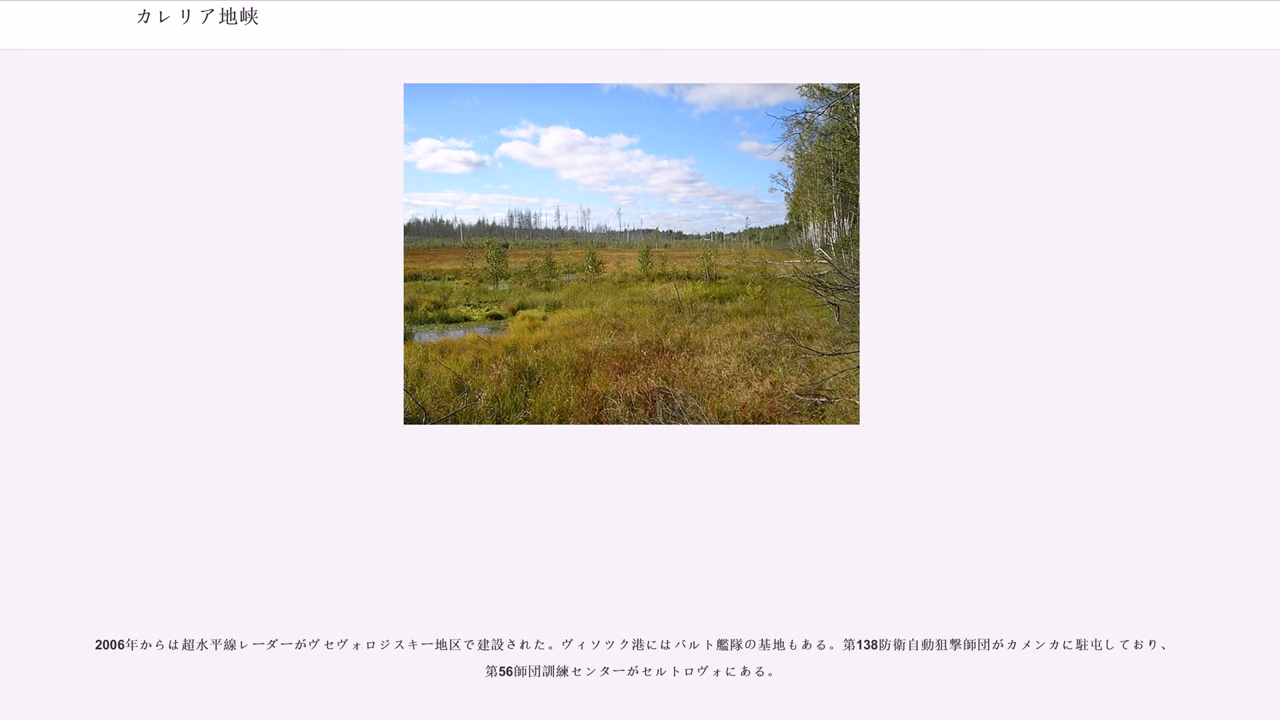 カレリア地峡
2006年からは超水平線レーダーがヴセヴォロジスキー地区で建設された。ヴィソツク港にはバルト艦隊の基地もある。第138防衛自動狙撃師団がカメンカに駐屯しており、
第56師団訓練センターがセルトロヴォにある。